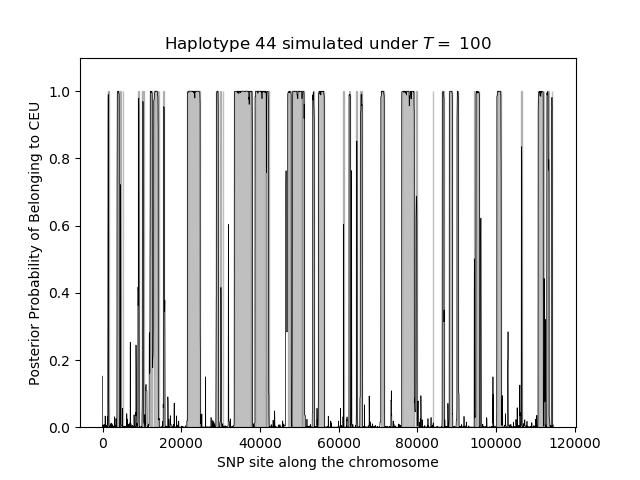 Haplotype 44 simulated under T = 100
Posterior Probability of Belonging to CEU
1.0
0.8
0.6
0.4
0.2
0.0
0 20000 40000 60000 80000 100000 120000
SNP site along the chromosome